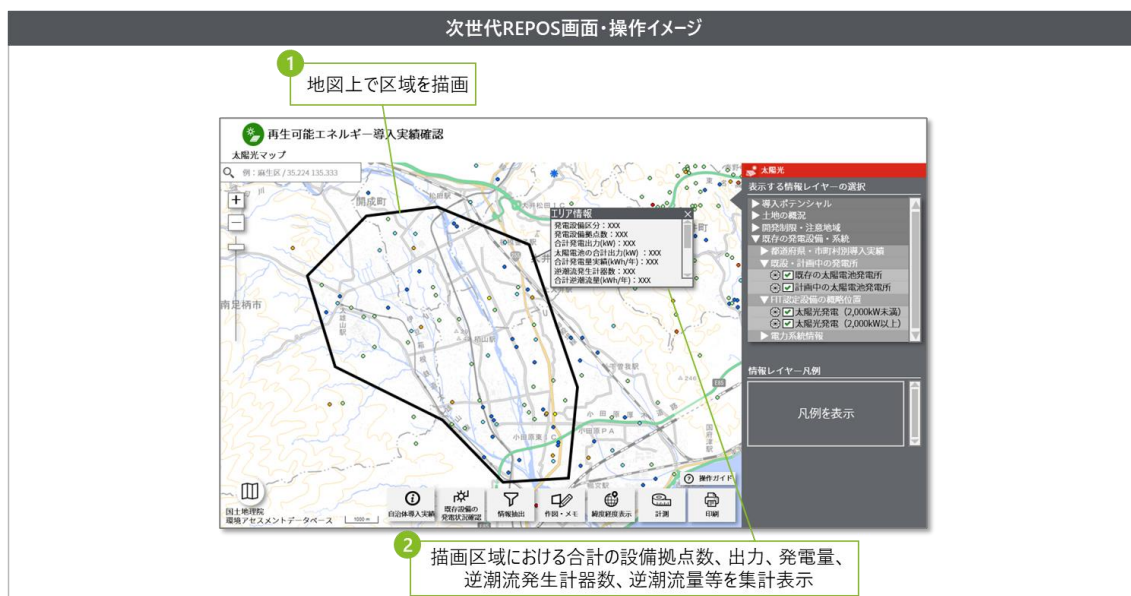 次世代REPOS画面・操作イメージ
1
地図上で区域を描画
再生可能エネルギー導入実績確認
太陽光マップ
例：麻生区 / 35.224 135.333
開成町
南足柄市
エリア情報
発電設備区分：XXX
発電設備拠点数：XXX
合計発電出力(kW)：XXX
太陽電池の合計出力(kW)：XXX
合計発電量実績(kWh/年)：XXX
逆潮流発生計器数：XXX
合計逆潮流量(kWh/年)：XXX
太陽光
表示する情報レイヤーの選択
▶導入ポテンシャル
▶土地の概況
▶開発制限・注意地域
▼既存の発電設備・系統
▶都道府県・市町村別導入実績
▼既設・計画中の発電所
既存の太陽電池発電所
計画中の太陽電池発電所
▼FIT認定設備の概略位置
太陽光発電（2,000kW未満）
太陽光発電（2,000kW以上）
▶電力系統情報
情報レイヤー凡例
凡例を表示
小田原東IC
小田原PA
国府津駅
操作ガイド
国土地理院
環境アセスメントデータベース
1000 m
自治体導入実績
既存設備の
発電状況確認
情報抽出
作図・メモ
緯度経度表示
計測
印刷
2
描画区域における合計の設備拠点数、出力、発電量、
逆潮流発生計器数、逆潮流量等を集計表示